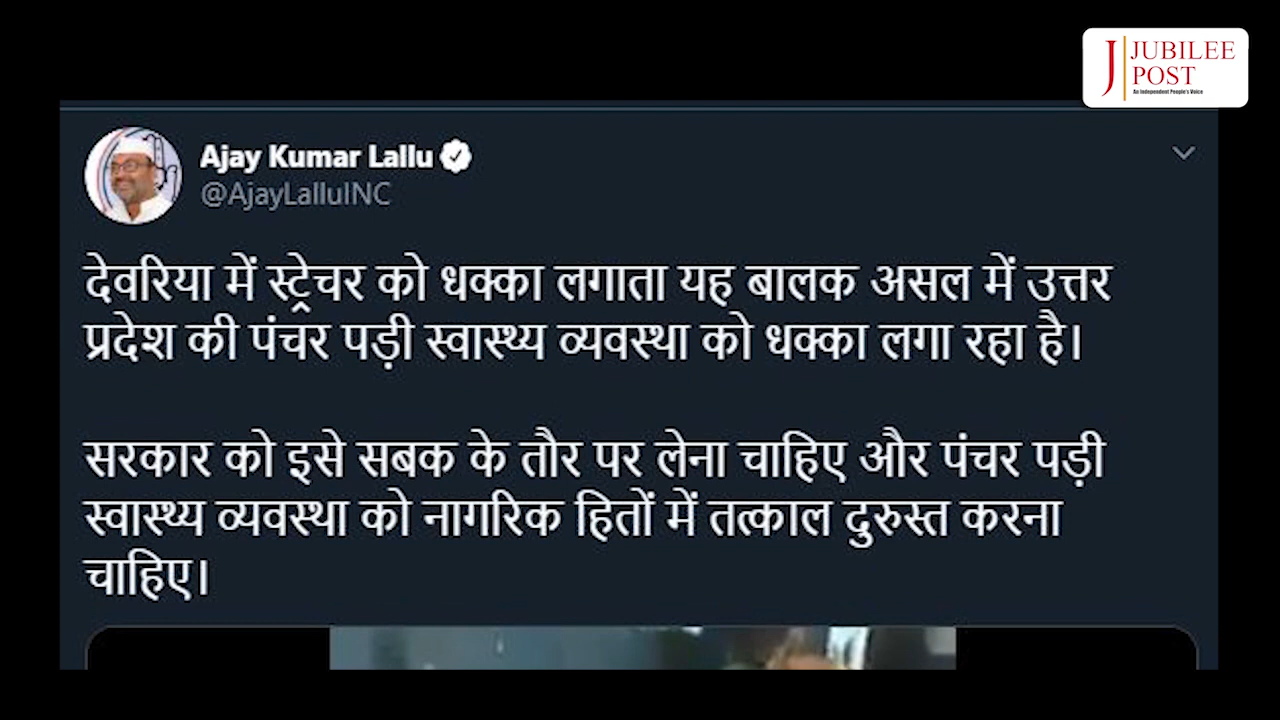 J JUBILEE
POST
An Independent People's Voice
Ajay Kumar Lallu
@AjayLalluINC
देवरिया में स्ट्रेचर को धक्का लगाता यह बालक असल में उत्तर
प्रदेश की पंचर पड़ी स्वास्थ्य व्यवस्था को धक्का लगा रहा है।
सरकार को इसे सबक के तौर पर लेना चाहिए और पंचर पड़ी
स्वास्थ्य व्यवस्था को नागरिक हितों में तत्काल दुरुस्त करना
चाहिए।